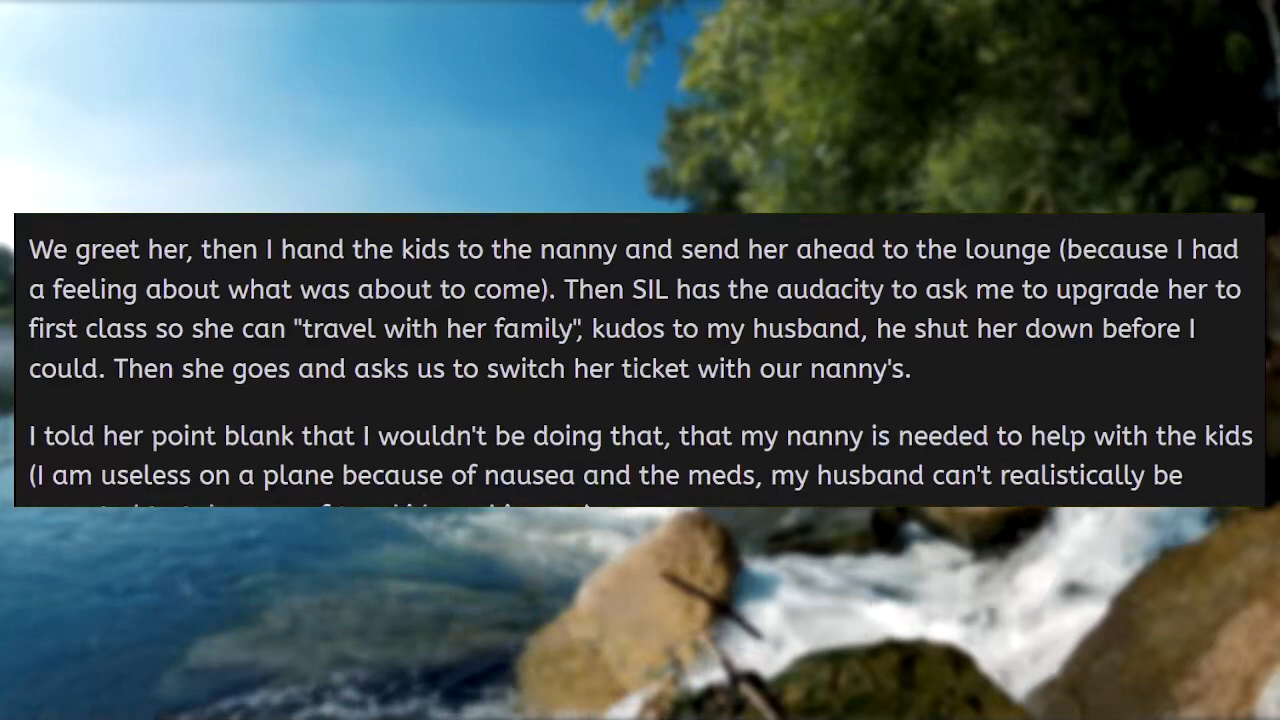 We greet her, then I hand the kids to the nanny and send her ahead to the lounge (because I had
a feeling about what was about to come). Then SIL has the audacity to ask me to upgrade her to
first class so she can "travel with her family", kudos to my husband, he shut her down before I
could. Then she goes and asks us to switch her ticket with our nanny's.
I told her point blank that I wouldn't be doing that, that my nanny is needed to help with the kids
(I am useless on a plane because of nausea and the meds, my husband can't realistically be